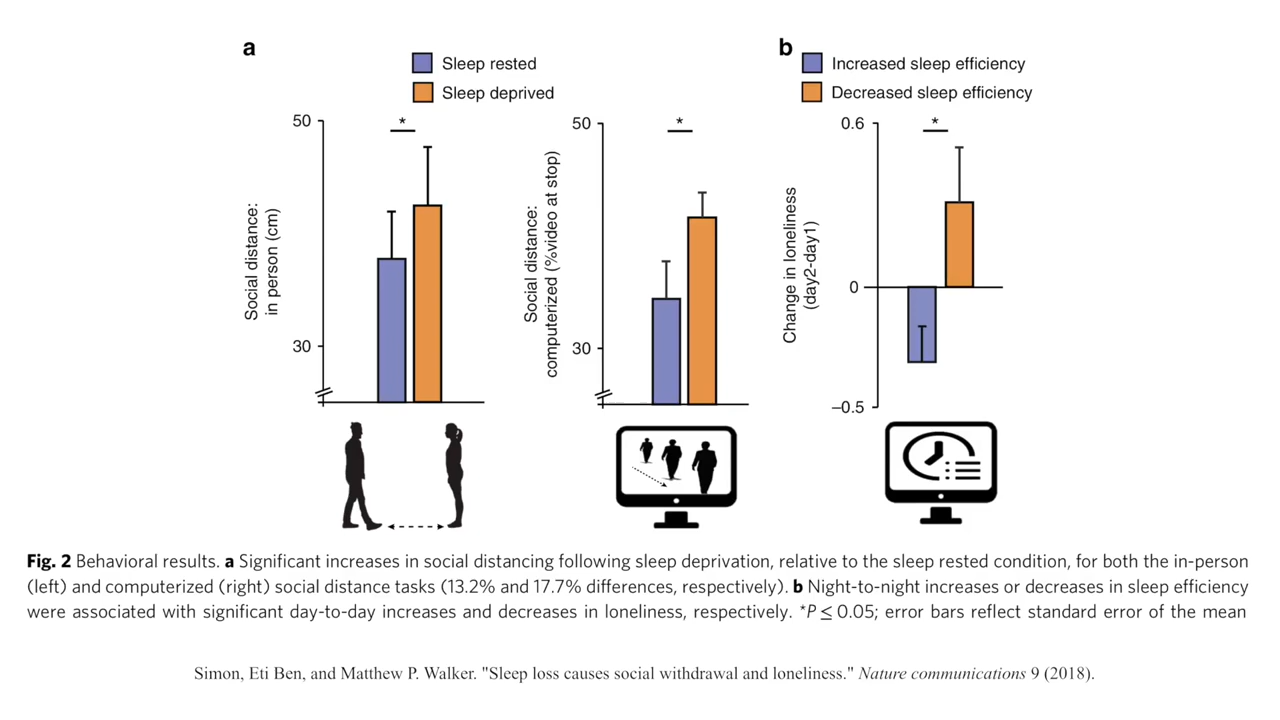 a
Sleep rested
Sleep deprived
50
30
Social distance:
in person (cm)
*
50
30
Social distance:
computerized (%video at stop)
*
b
Increased sleep efficiency
Decreased sleep efficiency
0.6
0
–0.5
Change in loneliness
(day2-day1)
*
Fig. 2 Behavioral results. a Significant increases in social distancing following sleep deprivation, relative to the sleep rested condition, for both the in-person
(left) and computerized (right) social distance tasks (13.2% and 17.7% differences, respectively). b Night-to-night increases or decreases in sleep efficiency
were associated with significant day-to-day increases and decreases in loneliness, respectively. *P ≤ 0.05; error bars reflect standard error of the mean
Simon, Eti Ben, and Matthew P. Walker. "Sleep loss causes social withdrawal and loneliness." Nature communications 9 (2018).